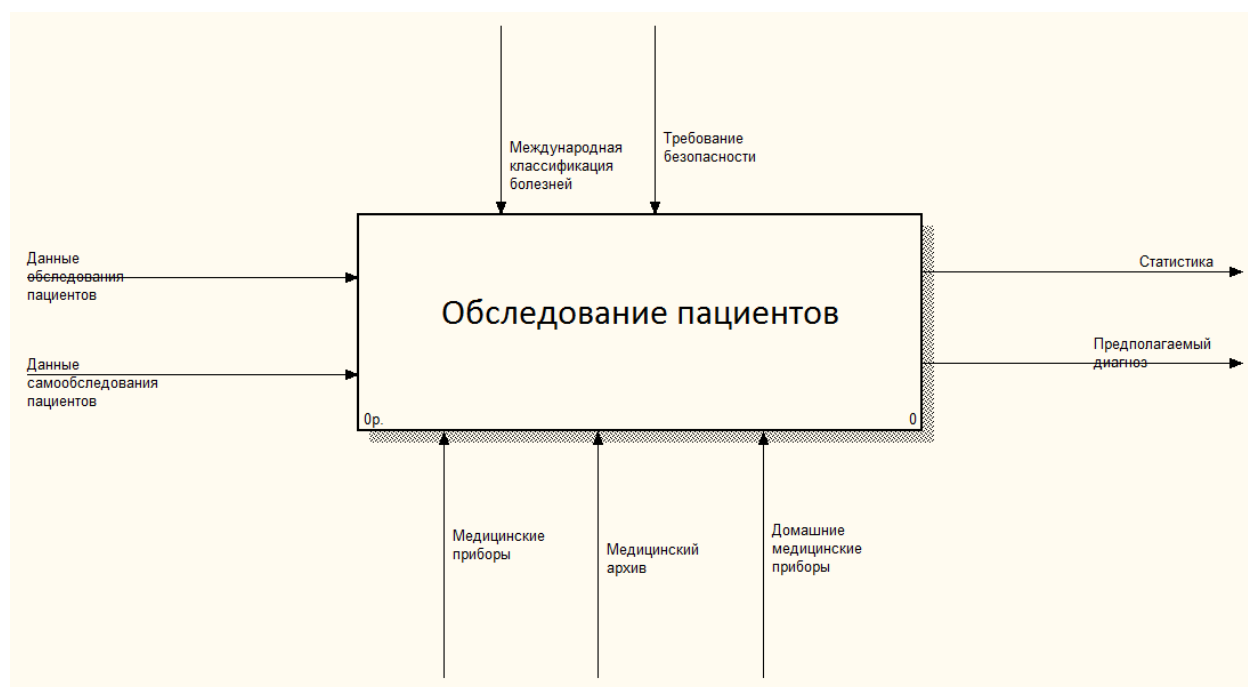 Международная
классификация
болезней
Требование
безопасности
Данные
обследования
пациентов
Данные
самообследования
пациентов
Обследование пациентов
0р.
0
Статистика
Предполагаемый
диагноз
Медицинские
приборы
Медицинский
архив
Домашние
медицинские
приборы